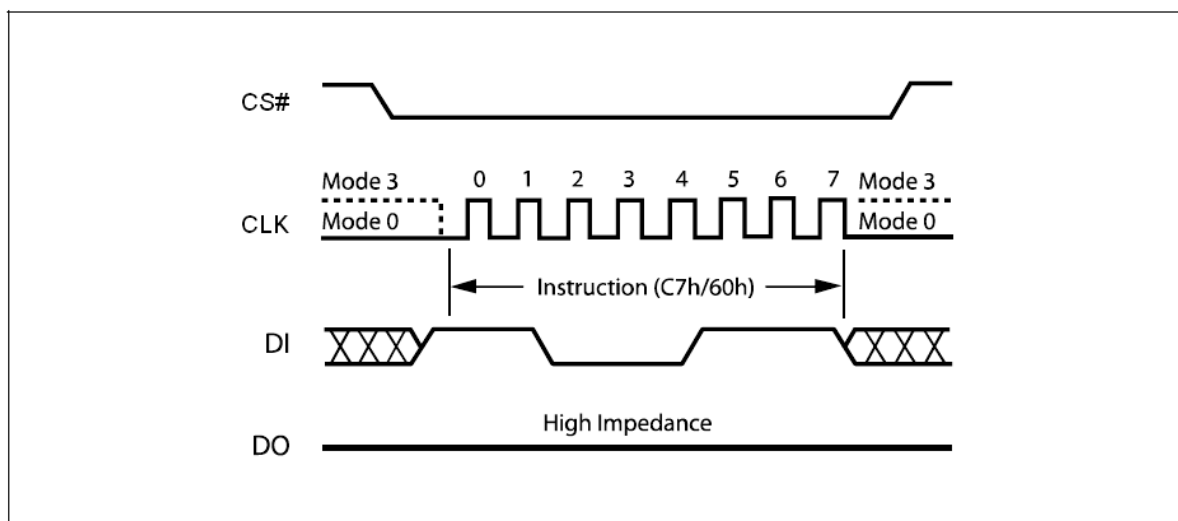 CS#
Mode 3 0 1 2 3 4 5 6 7 Mode 3
CLK Mode 0 Mode 0
Instruction (C7h/60h)
DI
High Impedance
DO